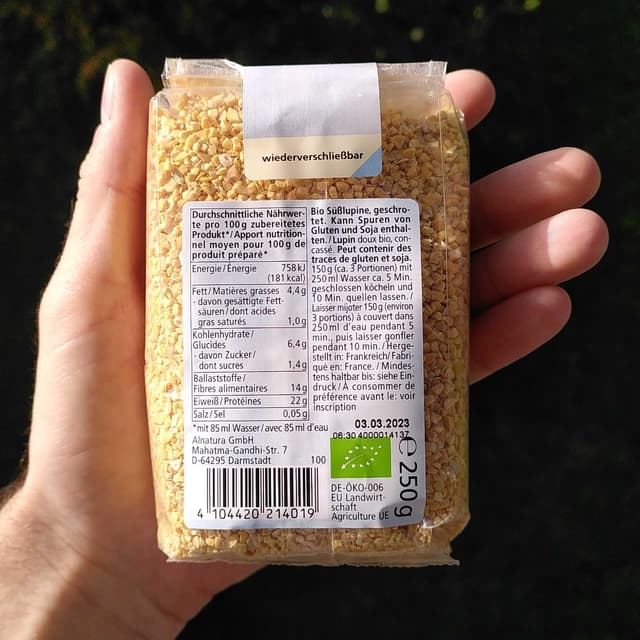 wiederverschließbar
Durchschnittliche Nährwer-
te pro 100g zubereitetes
Produkt*/Apport nutrition-
nel moyen pour 100g de
produit préparé*
Energie/Énergie 758kJ
(181kcal)
Fett/Matières grasses 4,4g
- davon gesättigte Fett-
säuren/dont acides
gras saturés 1,0g
Kohlenhydrate/
Glucides 6,4g
- davon Zucker/
dont sucres 1,4g
Ballaststoffe/
Fibres alimentaires 14g
Eiweiß/Protéines 22g
Salz/Sel 0,05g
*mit 85ml Wasser/avec 85ml d'eau
Alnatura GmbH
Mahatma-Gandhi-Str. 7
D-64295 Darmstadt 100
4 104420 214019
Bio Süßlupine, geschro-
tet. Kann Spuren von
Gluten und Soja enthal-
ten./Lupin doux bio, con-
cassé. Peut contenir des
traces de gluten et soja.
150g (ca. 3 Portionen) mit
250ml Wasser ca. 5 Min.
geschlossen köcheln und
10 Min. quellen lassen./
Laisser mijoter 150g (environ
3 portions) à couvert dans
250ml d'eau pendant 5
min., puis laisser gonfler
pendant 10 min./Herge-
stellt in: Frankreich/Fabri-
qué en: France./Mindes-
tens haltbar bis: siehe Ein-
druck/À consommer de
préférence avant le: voir
inscription
03.03.2023
06:30 4000014137
DE-ÖKO-006
EU Landwirt-
schaft
Agriculture UE
℮ 250g